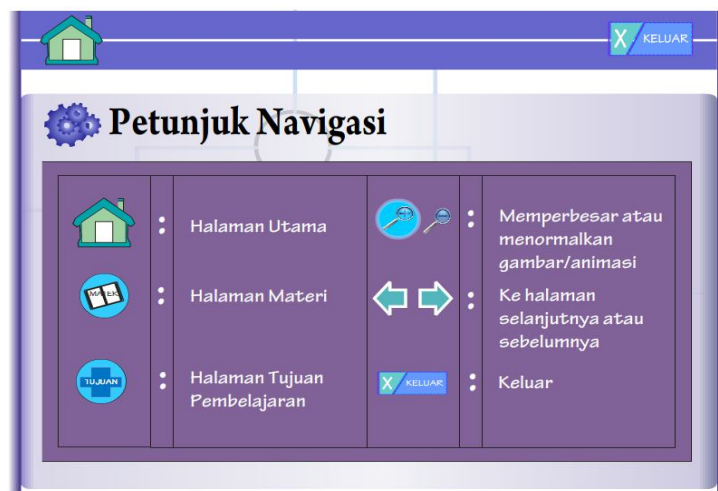 X KELUAR
Petunjuk Navigasi
: Halaman Utama
: Memperbesar atau
menormalkan
gambar/animasi
MATERI : Halaman Materi
: Ke halaman
selanjutnya atau
sebelumnya
TUJUAN : Halaman Tujuan
Pembelajaran
X KELUAR : Keluar